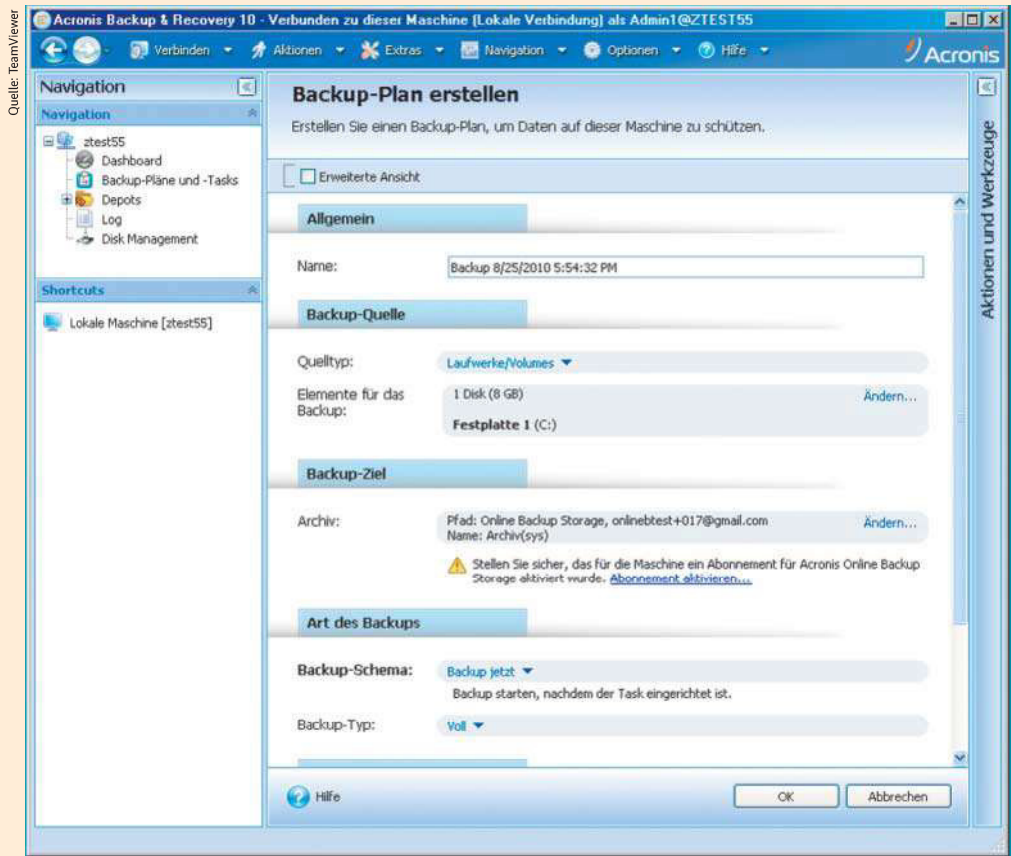 Quelle: TeamViewer
Acronis Backup & Recovery 10 - Verbunden zu dieser Maschine (Lokale Verbindung) als Admin1@ZTEST55
Verbinden Aktionen Extras Navigation Optionen Hilfe
Acronis
Navigation
Navigation
ztest55
Dashboard
Backup-Pläne und -Tasks
Depots
Log
Disk Management
Shortcuts
Lokale Maschine [ztest55]
Backup-Plan erstellen
Erstellen Sie einen Backup-Plan, um Daten auf dieser Maschine zu schützen.
Erweiterte Ansicht
Allgemein
Name: Backup 8/25/2010 5:54:32 PM
Backup-Quelle
Quelltyp: Laufwerke/Volumes
Elemente für das
Backup:
1 Disk (8 GB) Ändern...
Festplatte 1 (C:)
Backup-Ziel
Archiv: Pfad: Online Backup Storage, onlinebtest+017@gmail.com Ändern...
Name: Archiv(sys)
Stellen Sie sicher, das für die Maschine ein Abonnement für Acronis Online Backup
Storage aktiviert wurde. Abonnement aktivieren...
Art des Backups
Backup-Schema: Backup jetzt
Backup starten, nachdem der Task eingerichtet ist.
Backup-Typ: Voll
Hilfe
OK Abbrechen
Aktionen und Werkzeuge